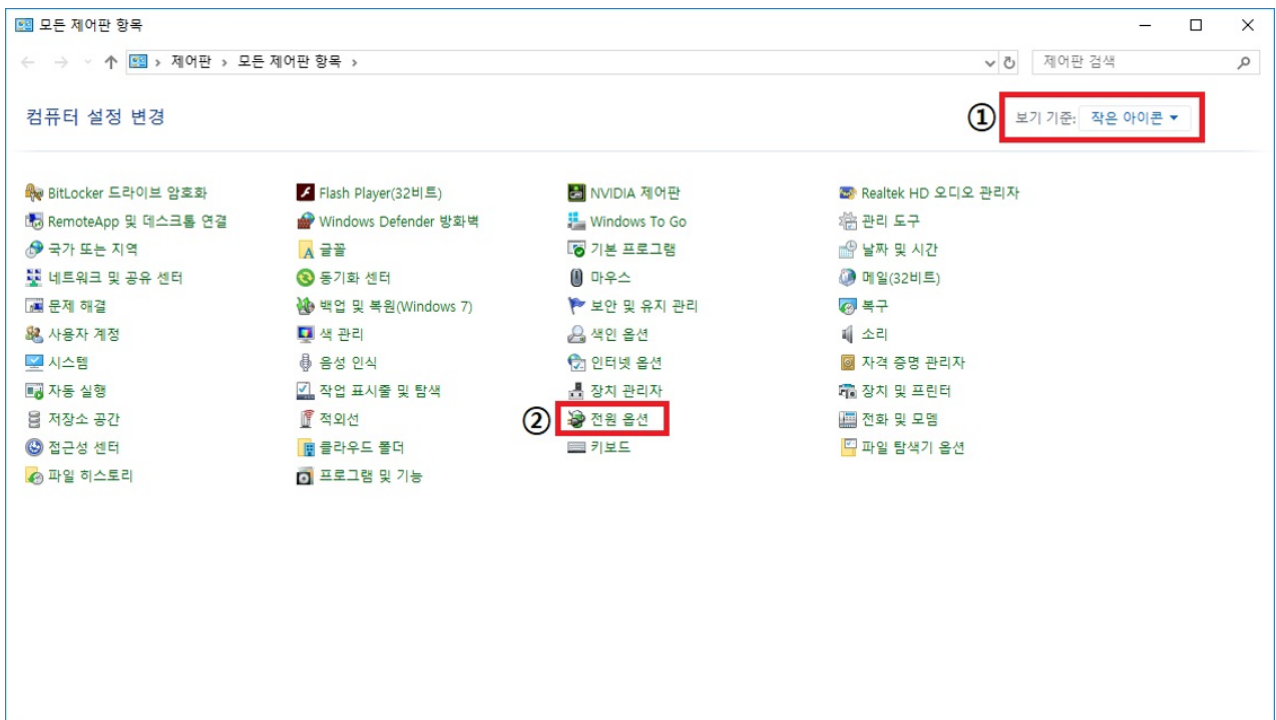 모든 제어판 항목
제어판 › 모든 제어판 항목 ›
제어판 검색
컴퓨터 설정 변경
① 보기 기준: 작은 아이콘
BitLocker 드라이브 암호화 Flash Player(32비트) NVIDIA 제어판 Realtek HD 오디오 관리자
RemoteApp 및 데스크톱 연결 Windows Defender 방화벽 Windows To Go 관리 도구
국가 또는 지역 글꼴 기본 프로그램 날짜 및 시간
네트워크 및 공유 센터 동기화 센터 마우스 메일(32비트)
문제 해결 백업 및 복원(Windows 7) 보안 및 유지 관리 복구
사용자 계정 색 관리 색인 옵션 소리
시스템 음성 인식 인터넷 옵션 자격 증명 관리자
자동 실행 작업 표시줄 및 탐색 장치 관리자 장치 및 프린터
저장소 공간 적외선 ② 전원 옵션 전화 및 모뎀
접근성 센터 클라우드 폴더 키보드 파일 탐색기 옵션
파일 히스토리 프로그램 및 기능